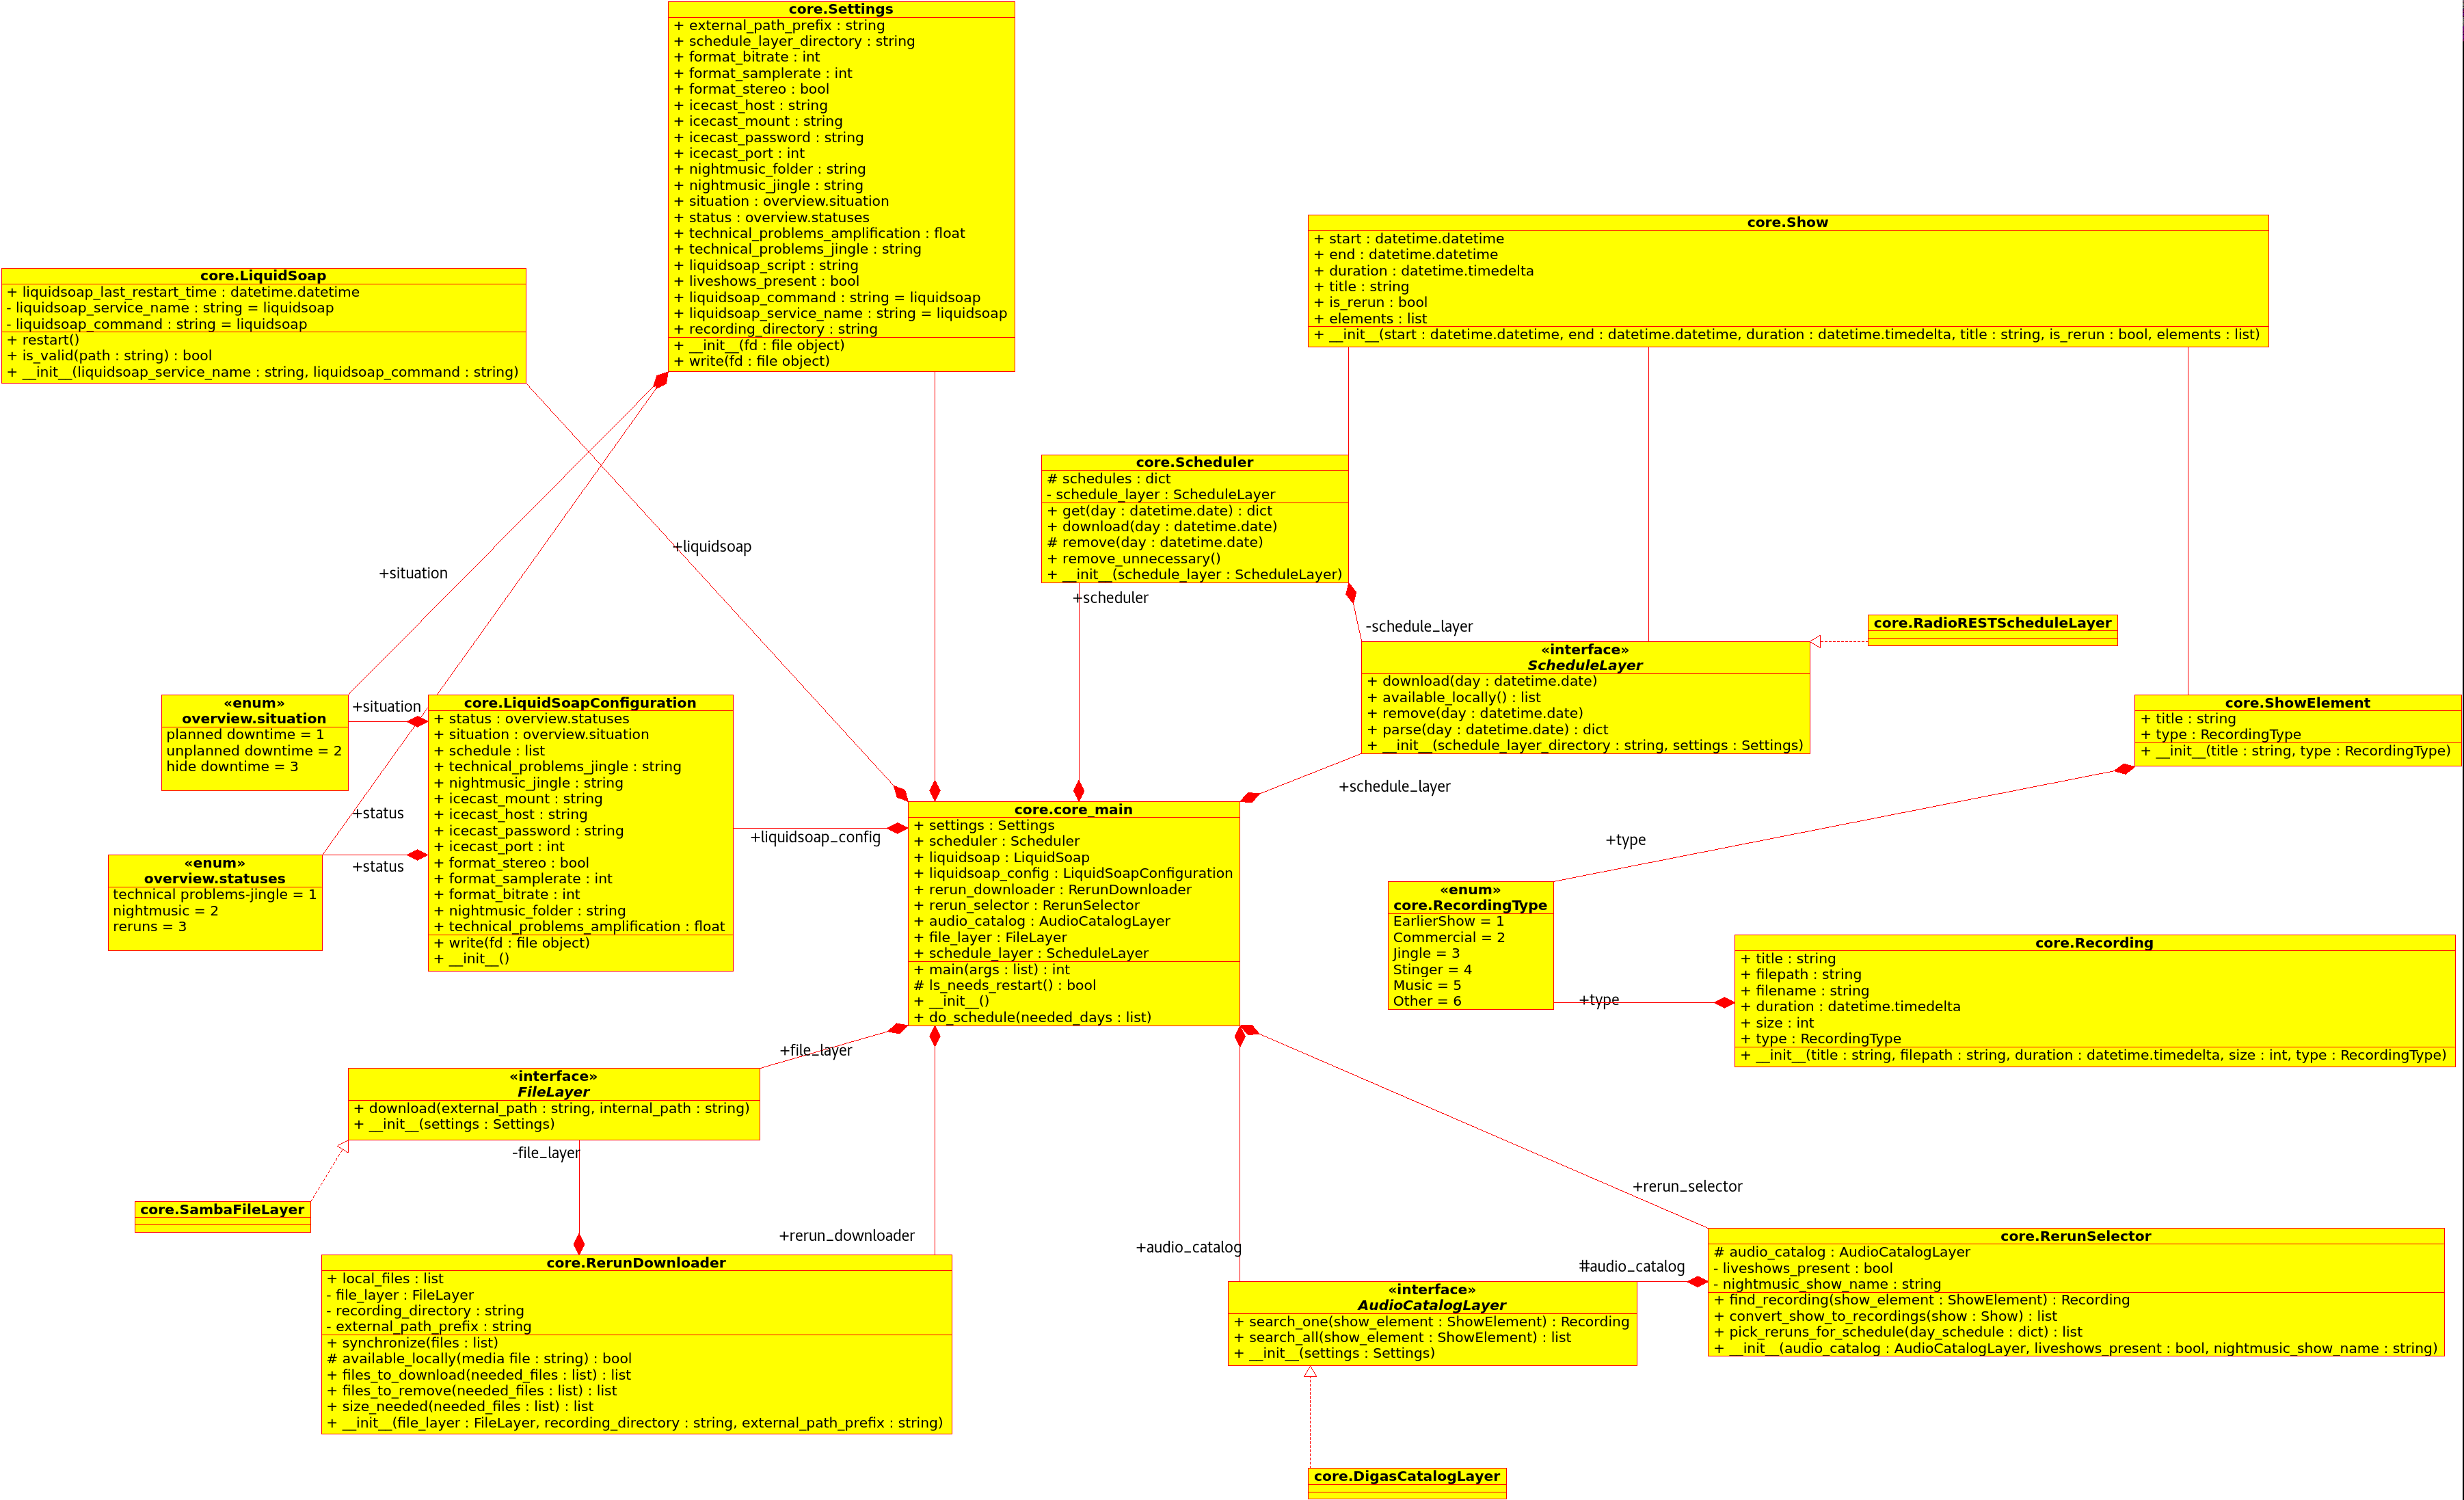 core.Settings
+ external_path_prefix : string
+ schedule_layer_directory : string
+ format_bitrate : int
+ format_samplerate : int
+ format_stereo : bool
+ icecast_host : string
+ icecast_mount : string
+ icecast_password : string
+ icecast_port : int
+ nightmusic_folder : string
+ nightmusic_jingle : string
+ situation : overview.situation
+ status : overview.statuses
+ technical_problems_amplification : float
+ technical_problems_jingle : string
+ liquidsoap_script : string
+ liveshows_present : bool
+ liquidsoap_command : string = liquidsoap
+ liquidsoap_service_name : string = liquidsoap
+ recording_directory : string
+ __init__(fd : file object)
+ write(fd : file object)
core.Show
+ start : datetime.datetime
+ end : datetime.datetime
+ duration : datetime.timedelta
+ title : string
+ is_rerun : bool
+ elements : list
+ __init__(start : datetime.datetime, end : datetime.datetime, duration : datetime.timedelta, title : string, is_rerun : bool, elements : list)
core.LiquidSoap
+ liquidsoap_last_restart_time : datetime.datetime
- liquidsoap_service_name : string = liquidsoap
- liquidsoap_command : string = liquidsoap
+ restart()
+ is_valid(path : string) : bool
+ __init__(liquidsoap_service_name : string, liquidsoap_command : string)
core.Scheduler
# schedules : dict
- schedule_layer : ScheduleLayer
+ get(day : datetime.date) : dict
+ download(day : datetime.date)
# remove(day : datetime.date)
+ remove_unnecessary()
+ __init__(schedule_layer : ScheduleLayer)
+liquidsoap
+situation
+scheduler
-schedule_layer
core.RadioRESTScheduleLayer
«interface»
ScheduleLayer
+ download(day : datetime.date)
+ available_locally() : list
+ remove(day : datetime.date)
+ parse(day : datetime.date) : dict
+ __init__(schedule_layer_directory : string, settings : Settings)
core.ShowElement
+ title : string
+ type : RecordingType
+ __init__(title : string, type : RecordingType)
«enum»
overview.situation
planned downtime = 1
unplanned downtime = 2
hide downtime = 3
+situation
core.LiquidSoapConfiguration
+ status : overview.statuses
+ situation : overview.situation
+ schedule : list
+ technical_problems_jingle : string
+ nightmusic_jingle : string
+ icecast_mount : string
+ icecast_host : string
+ icecast_password : string
+ icecast_port : int
+ format_stereo : bool
+ format_samplerate : int
+ format_bitrate : int
+ nightmusic_folder : string
+ technical_problems_amplification : float
+ write(fd : file object)
+ __init__()
+status
+status
«enum»
overview.statuses
technical problems-jingle = 1
nightmusic = 2
reruns = 3
+liquidsoap_config
+schedule_layer
core.core_main
+ settings : Settings
+ scheduler : Scheduler
+ liquidsoap : LiquidSoap
+ liquidsoap_config : LiquidSoapConfiguration
+ rerun_downloader : RerunDownloader
+ rerun_selector : RerunSelector
+ audio_catalog : AudioCatalogLayer
+ file_layer : FileLayer
+ schedule_layer : ScheduleLayer
+ main(args : list) : int
# ls_needs_restart() : bool
+ __init__()
+ do_schedule(needed_days : list)
+type
«enum»
core.RecordingType
EarlierShow = 1
Commercial = 2
Jingle = 3
Stinger = 4
Music = 5
Other = 6
+type
core.Recording
+ title : string
+ filepath : string
+ filename : string
+ duration : datetime.timedelta
+ size : int
+ type : RecordingType
+ __init__(title : string, filepath : string, duration : datetime.timedelta, size : int, type : RecordingType)
+file_layer
«interface»
FileLayer
+ download(external_path : string, internal_path : string)
+ __init__(settings : Settings)
-file_layer
core.SambaFileLayer
+rerun_downloader
+audio_catalog
+rerun_selector
#audio_catalog
core.RerunDownloader
+ local_files : list
- file_layer : FileLayer
- recording_directory : string
- external_path_prefix : string
+ synchronize(files : list)
# available_locally(media file : string) : bool
+ files_to_download(needed_files : list) : list
+ files_to_remove(needed_files : list) : list
+ size_needed(needed_files : list) : list
+ __init__(file_layer : FileLayer, recording_directory : string, external_path_prefix : string)
«interface»
AudioCatalogLayer
+ search_one(show_element : ShowElement) : Recording
+ search_all(show_element : ShowElement) : list
+ __init__(settings : Settings)
core.RerunSelector
# audio_catalog : AudioCatalogLayer
- liveshows_present : bool
- nightmusic_show_name : string
+ find_recording(show_element : ShowElement) : Recording
+ convert_show_to_recordings(show : Show) : list
+ pick_reruns_for_schedule(day_schedule : dict) : list
+ __init__(audio_catalog : AudioCatalogLayer, liveshows_present : bool, nightmusic_show_name : string)
core.DigasCatalogLayer